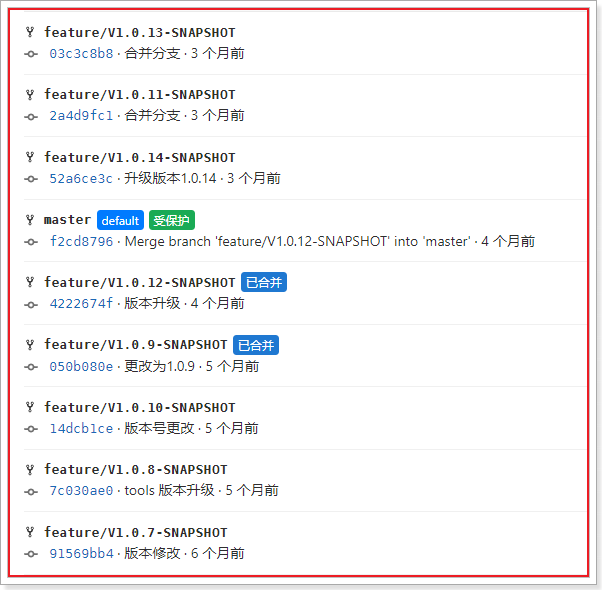 feature/V1.0.13-SNAPSHOT
03c3c8b8 · 合并分支 · 3 个月前
feature/V1.0.11-SNAPSHOT
2a4d9fc1 · 合并分支 · 3 个月前
feature/V1.0.14-SNAPSHOT
52a6ce3c · 升级版本1.0.14 · 3 个月前
master default 受保护
f2cd8796 · Merge branch 'feature/V1.0.12-SNAPSHOT' into 'master' · 4 个月前
feature/V1.0.12-SNAPSHOT 已合并
4222674f · 版本升级 · 4 个月前
feature/V1.0.9-SNAPSHOT 已合并
050b080e · 更改为1.0.9 · 5 个月前
feature/V1.0.10-SNAPSHOT
14dcb1ce · 版本号更改 · 5 个月前
feature/V1.0.8-SNAPSHOT
7c030ae0 · tools 版本升级 · 5 个月前
feature/V1.0.7-SNAPSHOT
91569bb4 · 版本修改 · 6 个月前